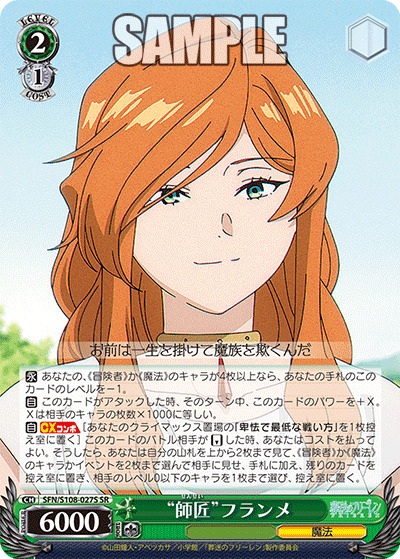 SAMPLE
LEVEL
2
1
COST
お前は一生を掛けて魔族を欺くんだ
永 あなたの、《冒険者》か《魔法》のキャラが4枚以上なら、あなたの手札のこの
カードのレベルを-1。
自 このカードがアタックした時、そのターン中、このカードのパワーを+X。
Xは相手のキャラの枚数×1000に等しい。
自 CXコンボ ［あなたのクライマックス置場の「卑怯で最低な戦い方」を1枚
控え室に置く］ このカードのバトル相手が した時、あなたはコストを払って
よい。そうしたら、あなたは自分の山札を上から4枚まで見て、《冒険者》か《魔法》
のキャラかイベントを2枚まで選んで相手に見せ、手札に加え、残りのカードを
控え室に置き、相手のレベル0以下のキャラを1枚まで選び、控え室に置く。
CH SFN/S108-027S SR
6000
せんせい
“師匠”フランメ
葬送のフリーレン
魔法
©山田鐘人・アベツカサ／小学館／「葬送のフリーレン」製作委員会